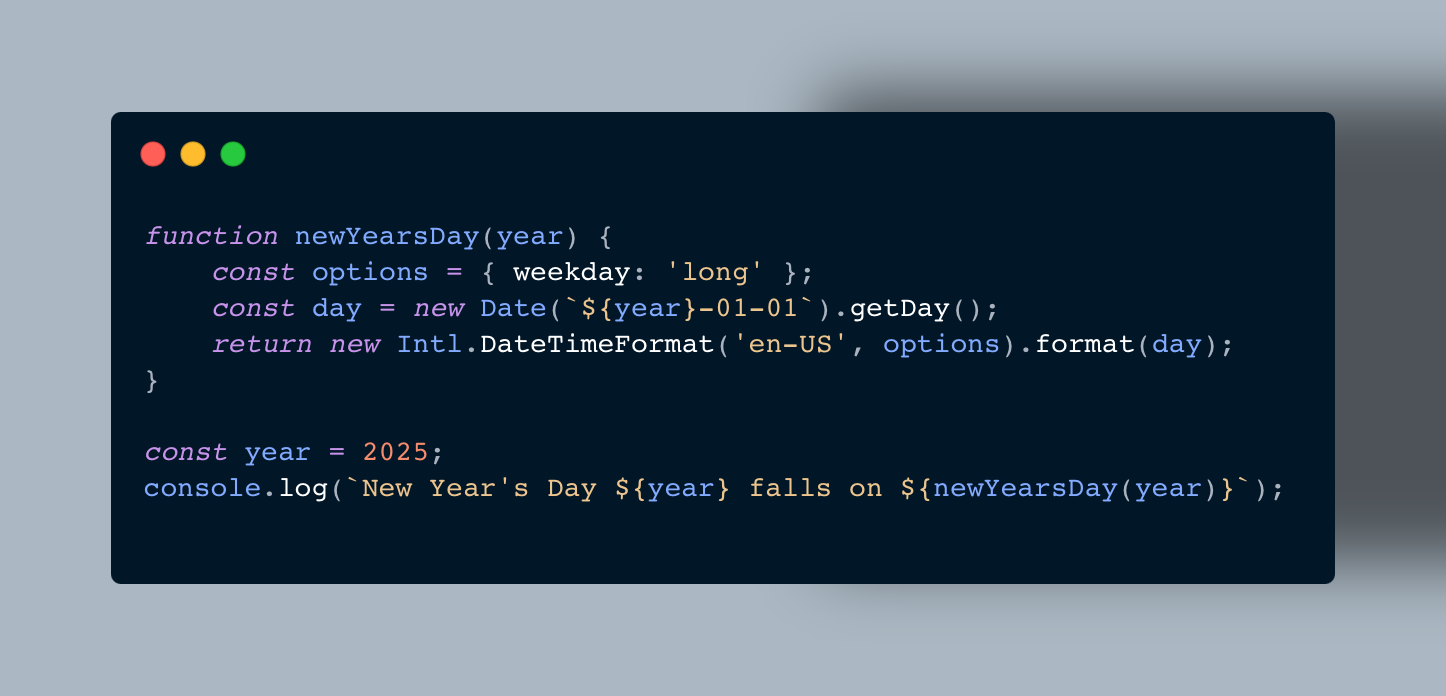 function newYearsDay(year) {
    const options = { weekday: 'long' };
    const day = new Date(`${year}-01-01`).getDay();
    return new Intl.DateTimeFormat('en-US', options).format(day);
}

const year = 2025;
console.log(`New Year's Day ${year} falls on ${newYearsDay(year)}`);